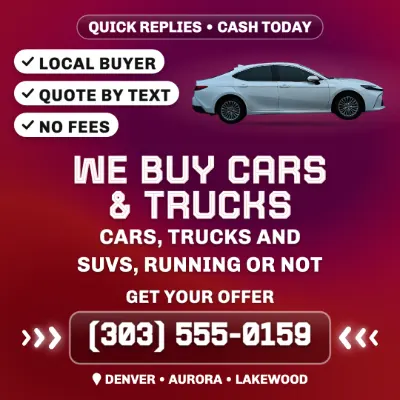 QUICK REPLIES • CASH TODAY
LOCAL BUYER
QUOTE BY TEXT
NO FEES
WE BUY CARS
& TRUCKS
CARS, TRUCKS AND
SUVS, RUNNING OR NOT
GET YOUR OFFER
(303) 555-0159
DENVER • AURORA • LAKEWOOD